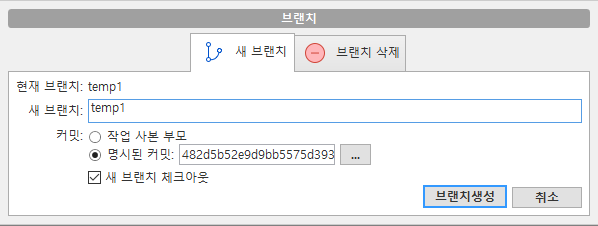 브랜치
새 브랜치
브랜치 삭제
현재 브랜치: temp1
새 브랜치: temp1
커밋: 작업 사본 부모
명시된 커밋: 482d5b52e9d9bb5575d393 ...
새 브랜치 체크아웃
브랜치생성 취소